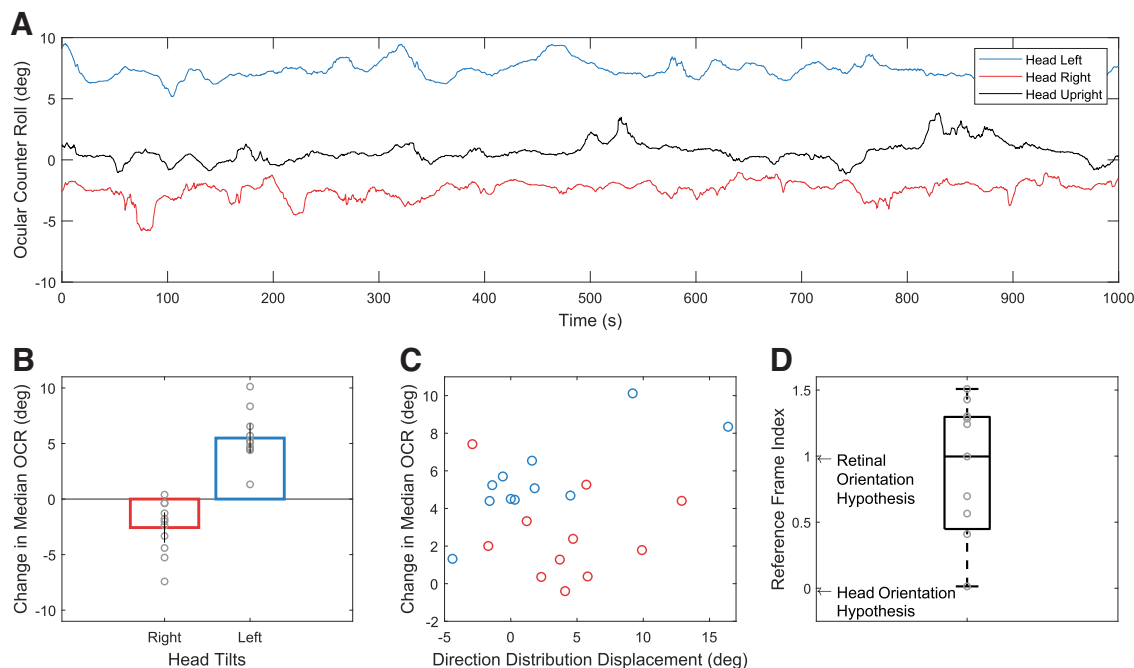 A
Ocular Counter Roll (deg)
10
5
0
-5
-10
Head Left
Head Right
Head Upright
0 100 200 300 400 500 600 700 800 900 1000
Time (s)
B
Change in Median OCR (deg)
10
5
0
-5
-10
Right Left
Head Tilts
C
Change in Median OCR (deg)
10
8
6
4
2
0
-2
-5 0 5 10 15
Direction Distribution Displacement (deg)
D
Reference Frame Index
1.5
1
0.5
0
← Retinal
Orientation
Hypothesis
← Head Orientation
Hypothesis